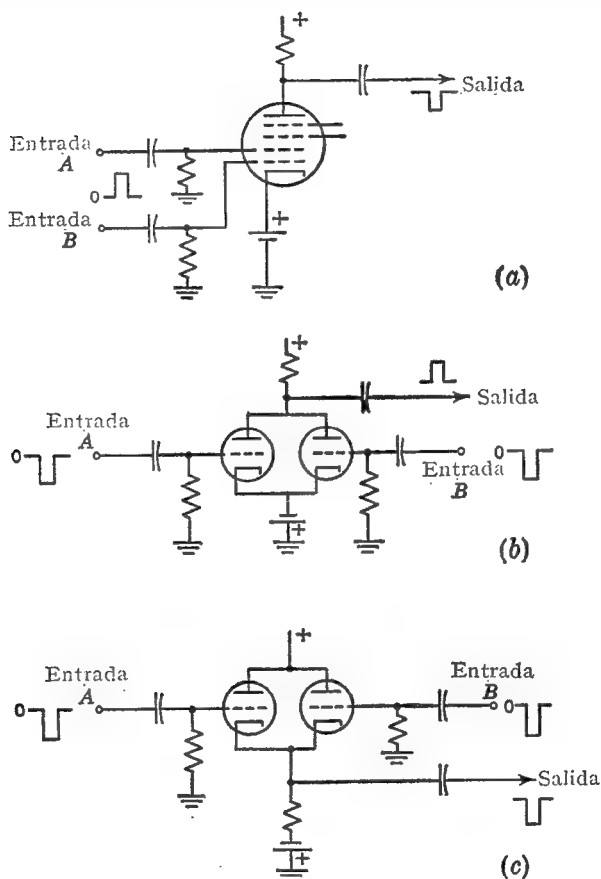 +
Salida
Entrada
A
0
Entrada
B
+
(a)
+
Salida
Entrada
A
0
Entrada
B
0
+
(b)
+
Entrada
A
0
Entrada
B
0
Salida
+
(c)